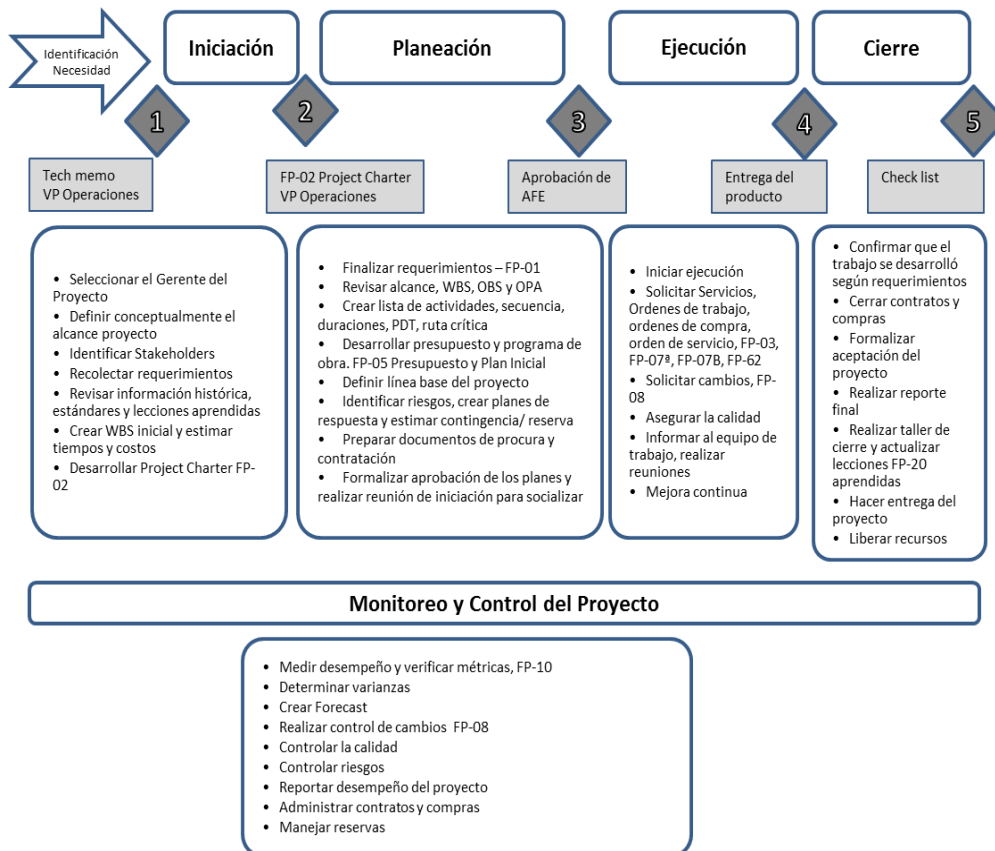 Identificación
Necesidad
Iniciación
Planeación
Ejecución
Cierre
1
2
3
4
5
Tech memo
VP Operaciones
FP-02 Project Charter
VP Operaciones
Aprobación de
AFE
Entrega del
producto
Check list
• Seleccionar el Gerente del
Proyecto
• Definir conceptualmente el
alcance proyecto
• Identificar Stakeholders
• Recolectar requerimientos
• Revisar información histórica,
estándares y lecciones aprendidas
• Crear WBS inicial y estimar
tiempos y costos
• Desarrollar Project Charter FP-
02
• Finalizar requerimientos – FP-01
• Revisar alcance, WBS, OBS y OPA
• Crear lista de actividades, secuencia,
duraciones, PDT, ruta crítica
• Desarrollar presupuesto y programa de
obra. FP-05 Presupuesto y Plan Inicial
• Definir línea base del proyecto
• Identificar riesgos, crear planes de
respuesta y estimar contingencia/ reserva
• Preparar documentos de procura y
contratación
• Formalizar aprobación de los planes y
realizar reunión de iniciación para socializar
• Iniciar ejecución
• Solicitar Servicios,
Ordenes de trabajo,
ordenes de compra,
orden de servicio, FP-03,
FP-07ª, FP-07B, FP-62
• Solicitar cambios, FP-
08
• Asegurar la calidad
• Informar al equipo de
trabajo, realizar
reuniones
• Mejora continua
• Confirmar que el
trabajo se desarrolló
según requerimientos
• Cerrar contratos y
compras
• Formalizar
aceptación del
proyecto
• Realizar reporte
final
• Realizar taller de
cierre y actualizar
lecciones FP-20
aprendidas
• Hacer entrega del
proyecto
• Liberar recursos
Monitoreo y Control del Proyecto
• Medir desempeño y verificar métricas, FP-10
• Determinar varianzas
• Crear Forecast
• Realizar control de cambios FP-08
• Controlar la calidad
• Controlar riesgos
• Reportar desempeño del proyecto
• Administrar contratos y compras
• Manejar reservas